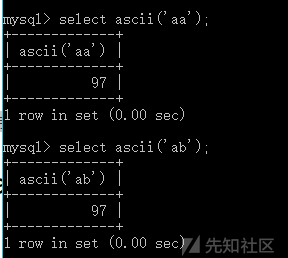 mysql> select ascii('aa');
+-------------+
| ascii('aa') |
+-------------+
|          97 |
+-------------+
1 row in set (0.00 sec)
mysql> select ascii('ab');
+-------------+
| ascii('ab') |
+-------------+
|          97 |
+-------------+
1 row in set (0.00 sec)
先知社区